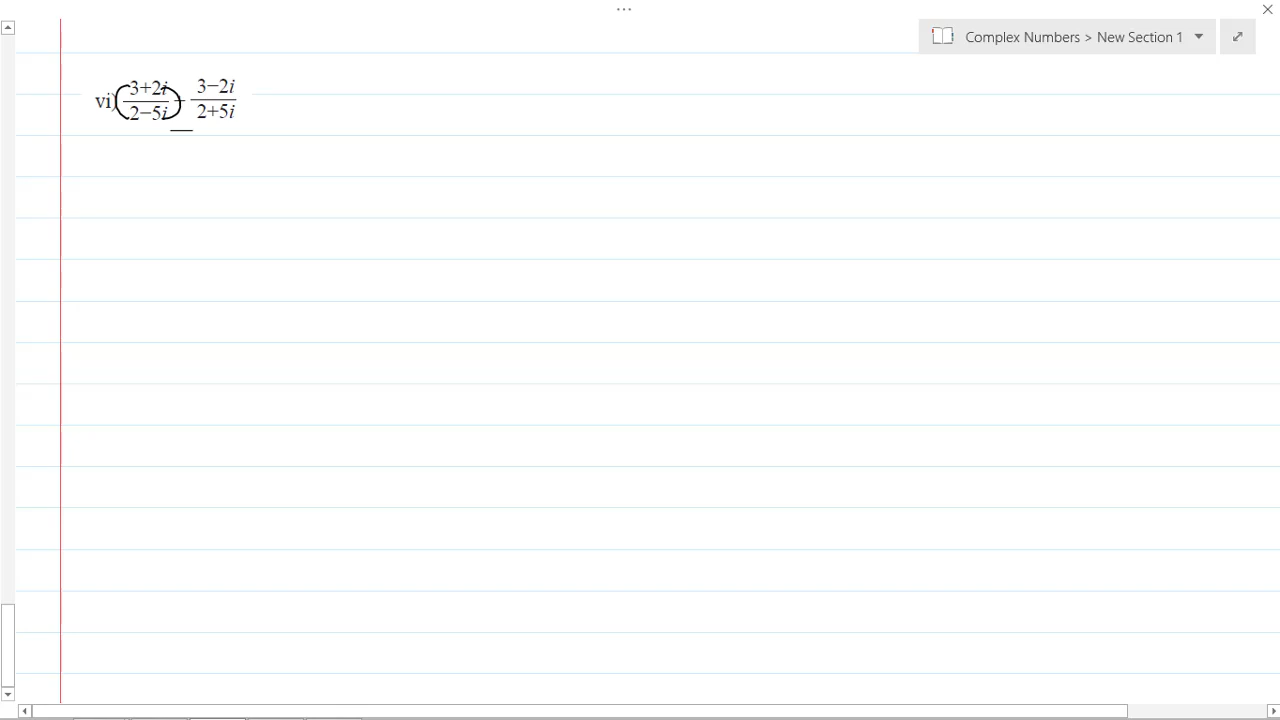 Complex Numbers > New Section 1
vi) (3+2i)/(2−5i) + (3−2i)/(2+5i)